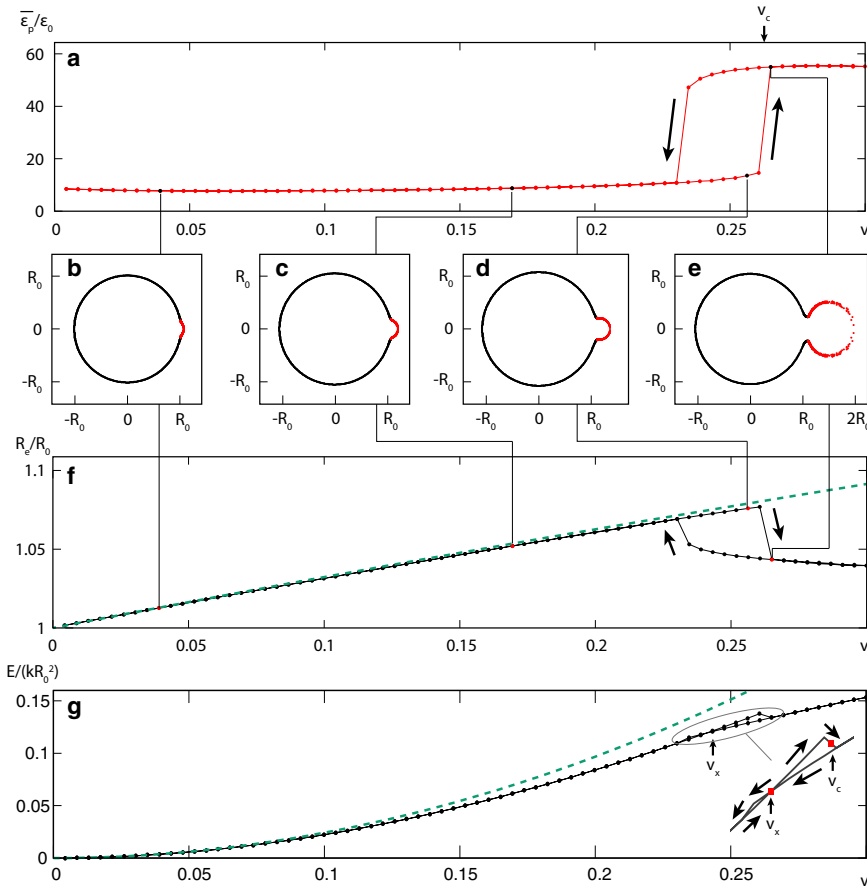 ε̅p/ε0
vc
a
60
40
20
0
0 0.05 0.1 0.15 0.2 0.25 v
b c d e
R0 R0 R0 R0
0 0 0 0
-R0 -R0 -R0 -R0
-R0 0 R0 -R0 0 R0 -R0 0 R0 -R0 0 R0 2R0
Re/R0
f
1.1
1.05
1
0 0.05 0.1 0.15 0.2 0.25 v
E/(kR0²)
g
0.15
0.1
0.05
0
vx
vc
vx
0 0.05 0.1 0.15 0.2 0.25 v